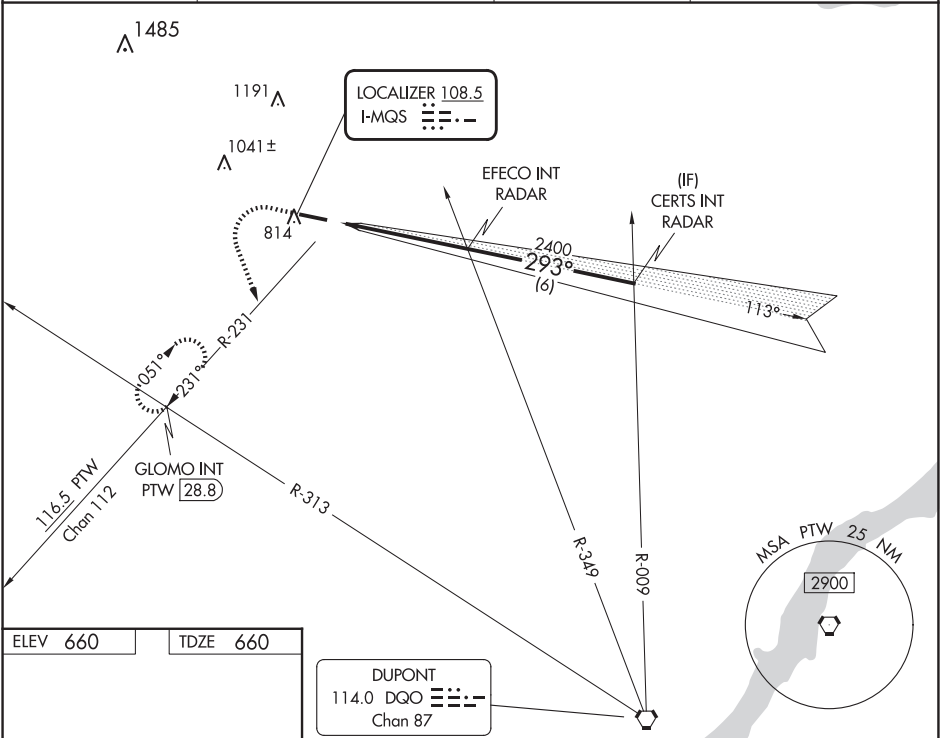 1485
1191
1041±
LOCALIZER 108.5
I-MQS
814
EFECO INT
RADAR
(IF)
CERTS INT
RADAR
2400
293°
(6)
113°
R-231
051°
231°
GLOMO INT
PTW 28.8
116.5 PTW
Chan 112
R-313
R-349
R-009
MSA PTW 25 NM
2900
ELEV 660
TDZE 660
DUPONT
114.0 DQO
Chan 87